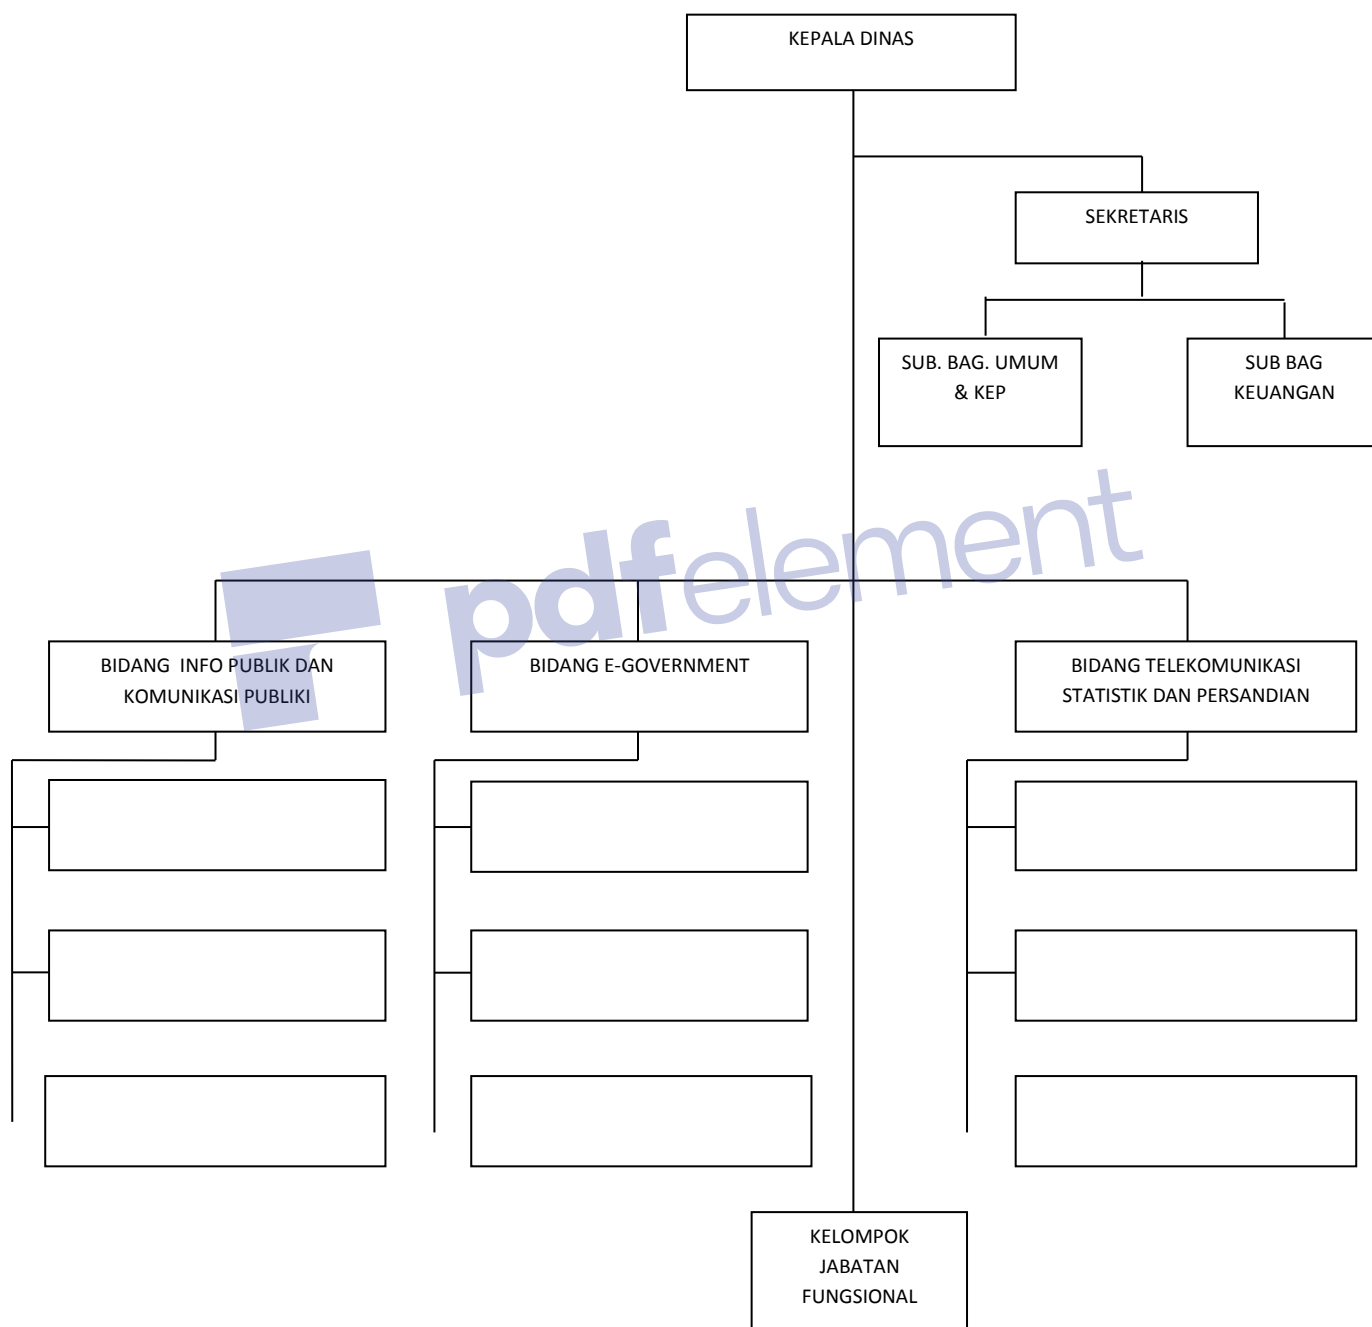 KEPALA DINAS
SEKRETARIS
SUB. BAG. UMUM
& KEP
SUB BAG
KEUANGAN
pdfelement
BIDANG INFO PUBLIK DAN
KOMUNIKASI PUBLIKI
BIDANG E-GOVERNMENT
BIDANG TELEKOMUNIKASI
STATISTIK DAN PERSANDIAN
KELOMPOK
JABATAN
FUNGSIONAL